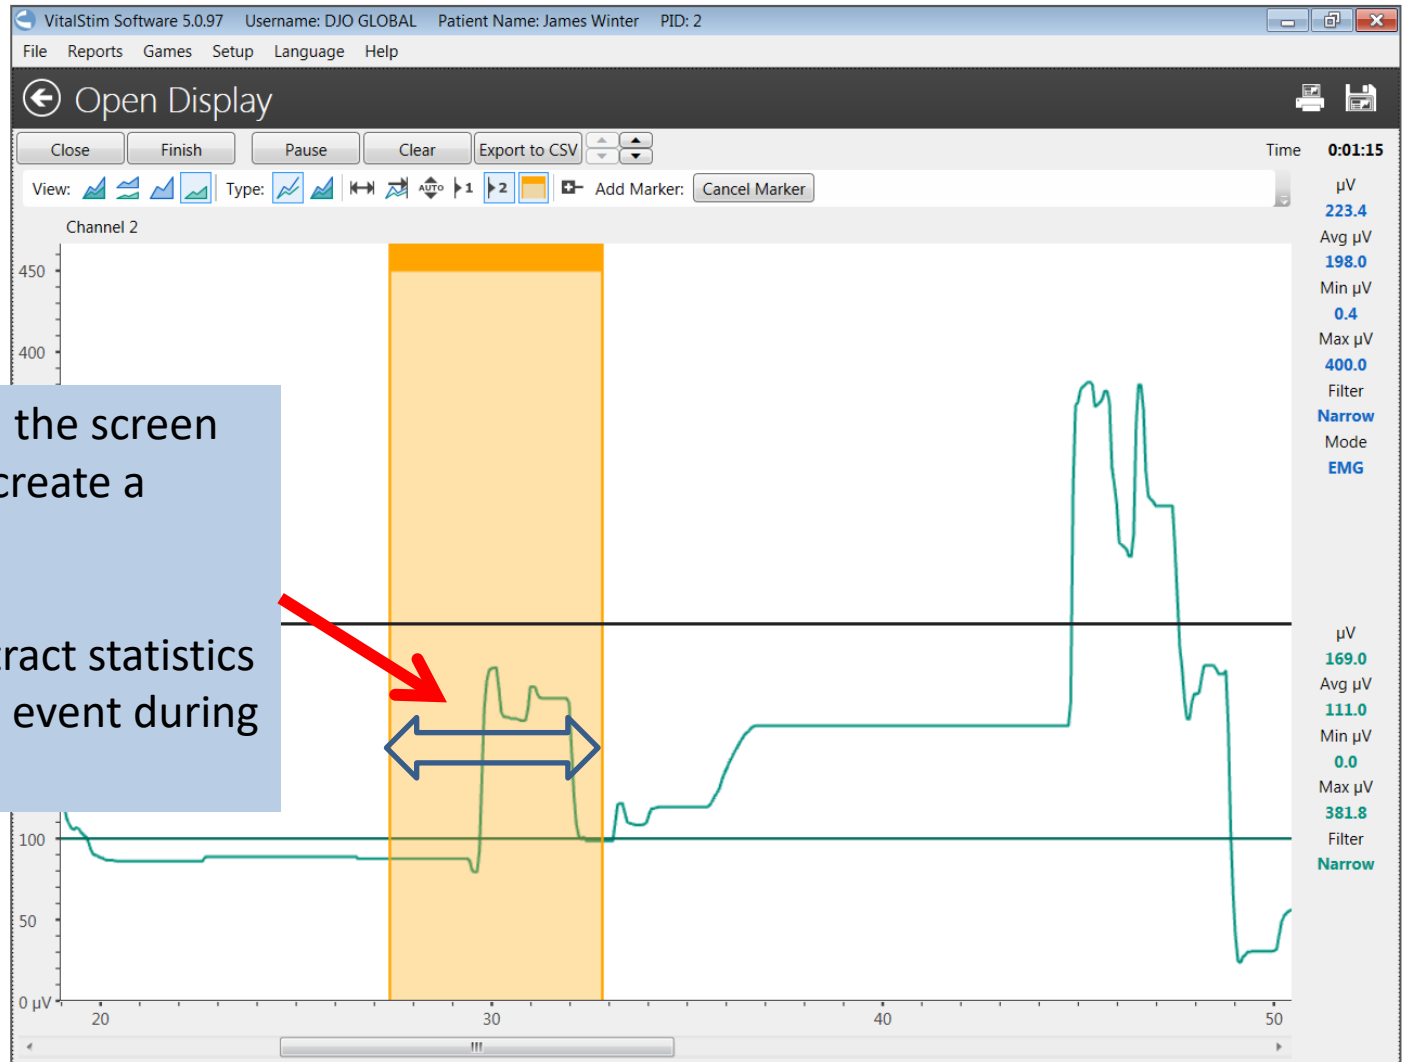 VitalStim Software 5.0.97 Username: DJO GLOBAL Patient Name: James Winter PID: 2
File Reports Games Setup Language Help
Open Display
Close Finish Pause Clear Export to CSV Time 0:01:15
View: Type: AUTO 1 2 Add Marker: Cancel Marker
Channel 2
450
400
the screen
create a
tract statistics
event during
100
50
0 µV
20 30 40 50
µV
223.4
Avg µV
198.0
Min µV
0.4
Max µV
400.0
Filter
Narrow
Mode
EMG
µV
169.0
Avg µV
111.0
Min µV
0.0
Max µV
381.8
Filter
Narrow